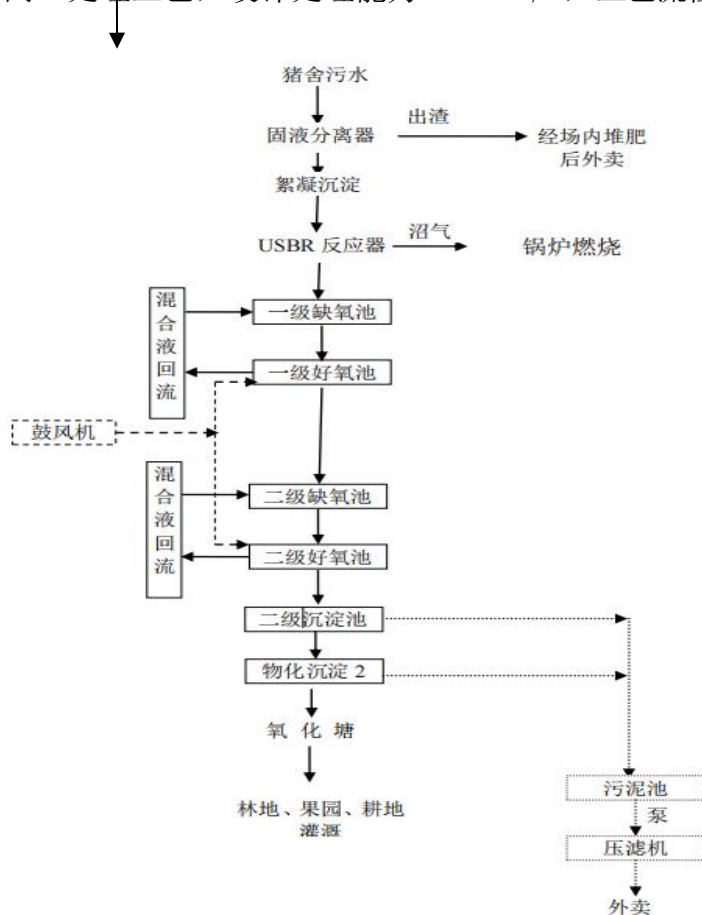 猪舍污水
出渣
固液分离器
经场内堆肥
后外卖
絮凝沉淀
沼气
USBR 反应器
锅炉燃烧
混合液回流
一级缺氧池
一级好氧池
鼓风机
混合液回流
二级缺氧池
二级好氧池
二级沉淀池
物化沉淀 2
氧 化 塘
林地、果园、耕地
灌溉
污泥池
泵
压滤机
外卖